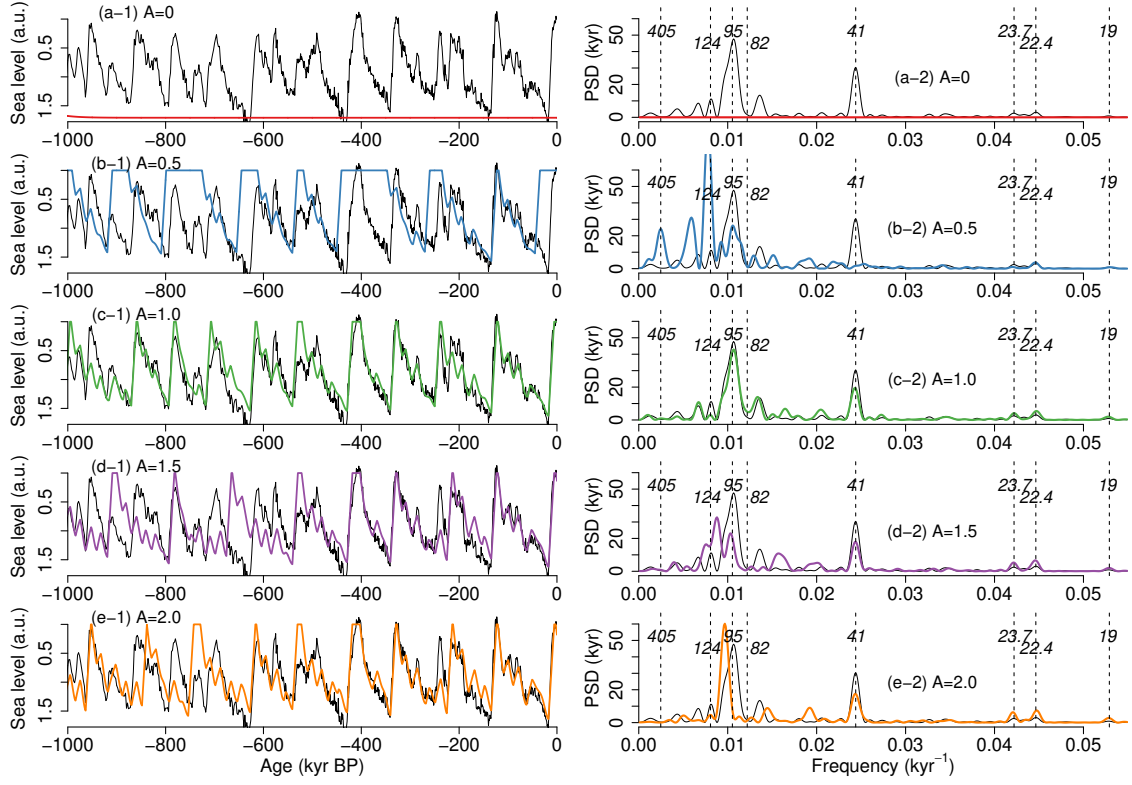 (a−1) A=0
Sea level (a.u.)
0.5
1.5
−1000 −800 −600 −400 −200 0
405
124
95
82
41
23.7
22.4
19
(a−2) A=0
PSD (kyr)
0 20 50
0.00 0.01 0.02 0.03 0.04 0.05
(b−1) A=0.5
Sea level (a.u.)
0.5
1.5
−1000 −800 −600 −400 −200 0
405
124
95
82
41
23.7
22.4
19
(b−2) A=0.5
PSD (kyr)
0 20 50
0.00 0.01 0.02 0.03 0.04 0.05
(c−1) A=1.0
Sea level (a.u.)
0.5
1.5
−1000 −800 −600 −400 −200 0
405
124
95
82
41
23.7
22.4
19
(c−2) A=1.0
PSD (kyr)
0 20 50
0.00 0.01 0.02 0.03 0.04 0.05
(d−1) A=1.5
Sea level (a.u.)
0.5
1.5
−1000 −800 −600 −400 −200 0
405
124
95
82
41
23.7
22.4
19
(d−2) A=1.5
PSD (kyr)
0 20 50
0.00 0.01 0.02 0.03 0.04 0.05
(e−1) A=2.0
Sea level (a.u.)
0.5
1.5
−1000 −800 −600 −400 −200 0
Age (kyr BP)
405
124
95
82
41
23.7
22.4
19
(e−2) A=2.0
PSD (kyr)
0 20 50
0.00 0.01 0.02 0.03 0.04 0.05
Frequency (kyr⁻¹)